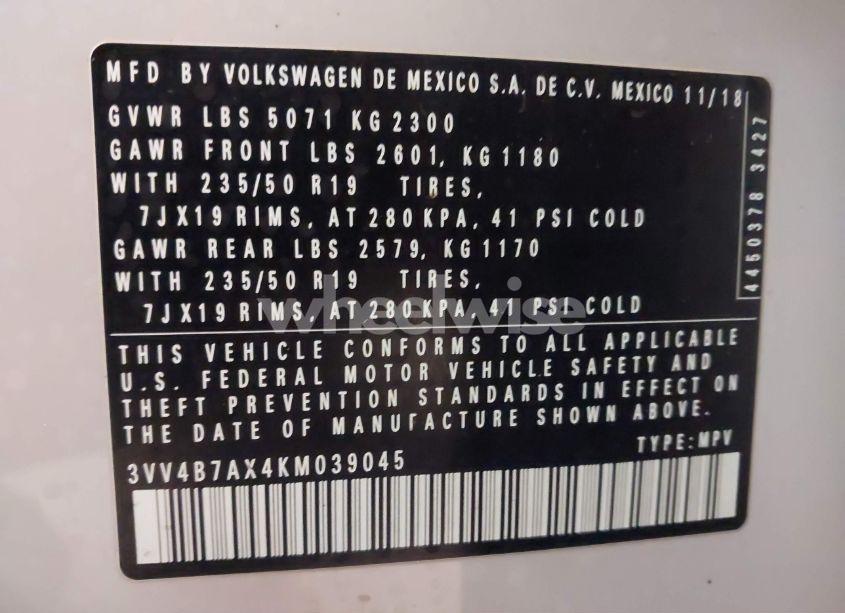 MFD BY VOLKSWAGEN DE MEXICO S.A. DE C.V. MEXICO 11/18
GVWR LBS 5071 KG 2300
GAWR FRONT LBS 2601, KG 1180
WITH 235/50 R19 TIRES,
7JX19 RIMS, AT 280 KPA, 41 PSI COLD
GAWR REAR LBS 2579, KG 1170
WITH 235/50 R19 TIRES,
7JX19 RIMS, AT 280 KPA, 41 PSI COLD
4450378 3427
wheelwise
THIS VEHICLE CONFORMS TO ALL APPLICABLE
U.S. FEDERAL MOTOR VEHICLE SAFETY AND
THEFT PREVENTION STANDARDS IN EFFECT ON
THE DATE OF MANUFACTURE SHOWN ABOVE.
3VV4B7AX4KM039045 TYPE: MPV